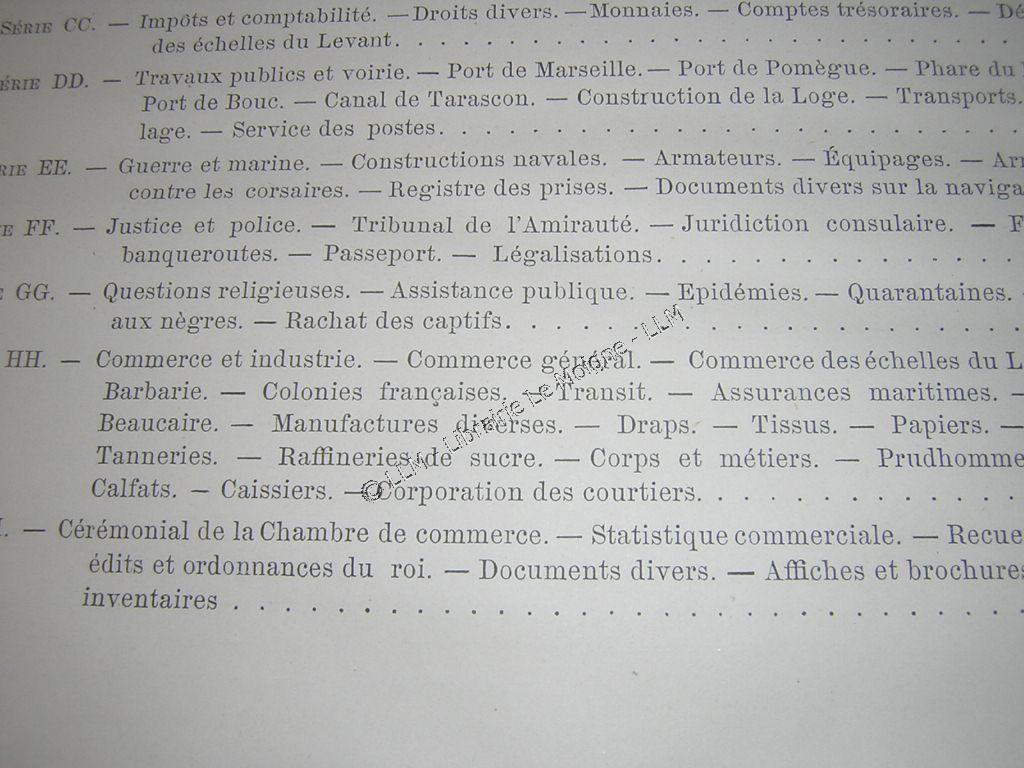 SÉRIE CC. — Impôts et comptabilité. — Droits divers. — Monnaies. — Comptes trésoraires. —
des échelles du Levant. . . . . . . . . . . . . . . . . . . . . . . .
DD. — Travaux publics et voirie. — Port de Marseille. — Port de Pomègue. — Phare du
Port de Bouc. — Canal de Tarascon. — Construction de la Loge. — Transports.
lage. — Service des postes. . . . . . . . . . . . . . . . . . . . . .
EE. — Guerre et marine. — Constructions navales. — Armateurs. — Équipages. —
contre les corsaires. — Registre des prises. — Documents divers sur la naviga
FF. — Justice et police. — Tribunal de l'Amirauté. — Juridiction consulaire. — F
banqueroutes. — Passeport. — Légalisations. . . . . . . . . . . . . .
GG. — Questions religieuses. — Assistance publique. — Epidémies. — Quarantaines.
aux nègres. — Rachat des captifs. . . . . . . . . . . . . . . . . . .
HH. — Commerce et industrie. — Commerce général. — Commerce des échelles du L
Barbarie. — Colonies françaises. — Transit. — Assurances maritimes. —
Beaucaire. — Manufactures diverses. — Draps. — Tissus. — Papiers. —
Tanneries. — Raffineries de sucre. — Corps et métiers. — Prudhomme
Calfats. — Caissiers. — Corporation des courtiers. . . . . . . . . . . .
I. — Cérémonial de la Chambre de commerce. — Statistique commerciale. — Recue
édits et ordonnances du roi. — Documents divers. — Affiches et brochures
inventaires . . . . . . . . . . . . . . . . . . . . . . . . . . . . .
© LLM - Librairie Le Moine - LLM